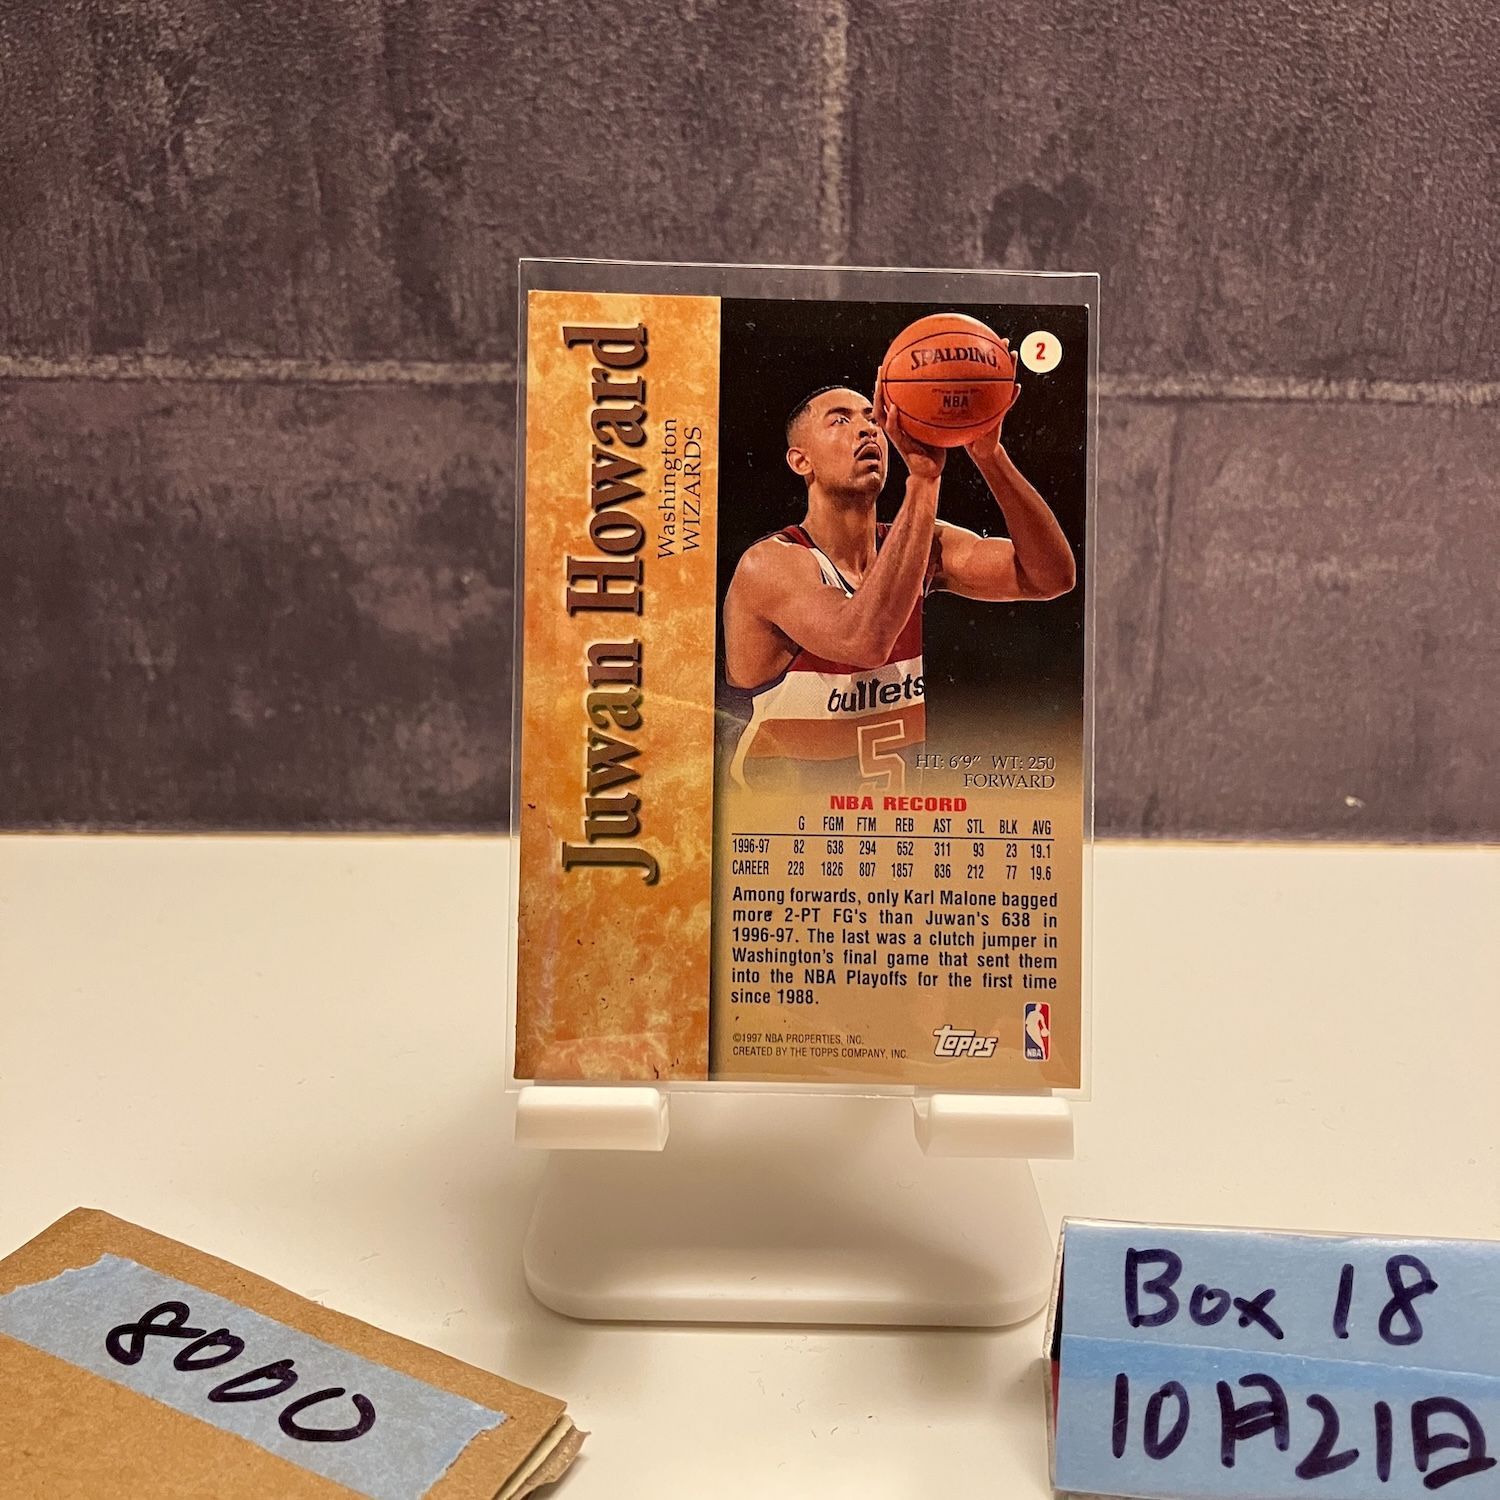 Juwan Howard
Washington
WIZARDS
2
SPALDING
NBA
bullets
5
HT: 6'9" WT: 250
FORWARD
NBA RECORD
G FGM FTM REB AST STL BLK AVG
1996-97 82 638 294 652 311 93 23 19.1
CAREER 228 1826 807 1857 836 212 77 19.6
Among forwards, only Karl Malone bagged
more 2-PT FG's than Juwan's 638 in
1996-97. The last was a clutch jumper in
Washington's final game that sent them
into the NBA Playoffs for the first time
since 1988.
©1997 NBA PROPERTIES, INC.
CREATED BY THE TOPPS COMPANY, INC.
topps
NBA
8000
Box 18
10月21日